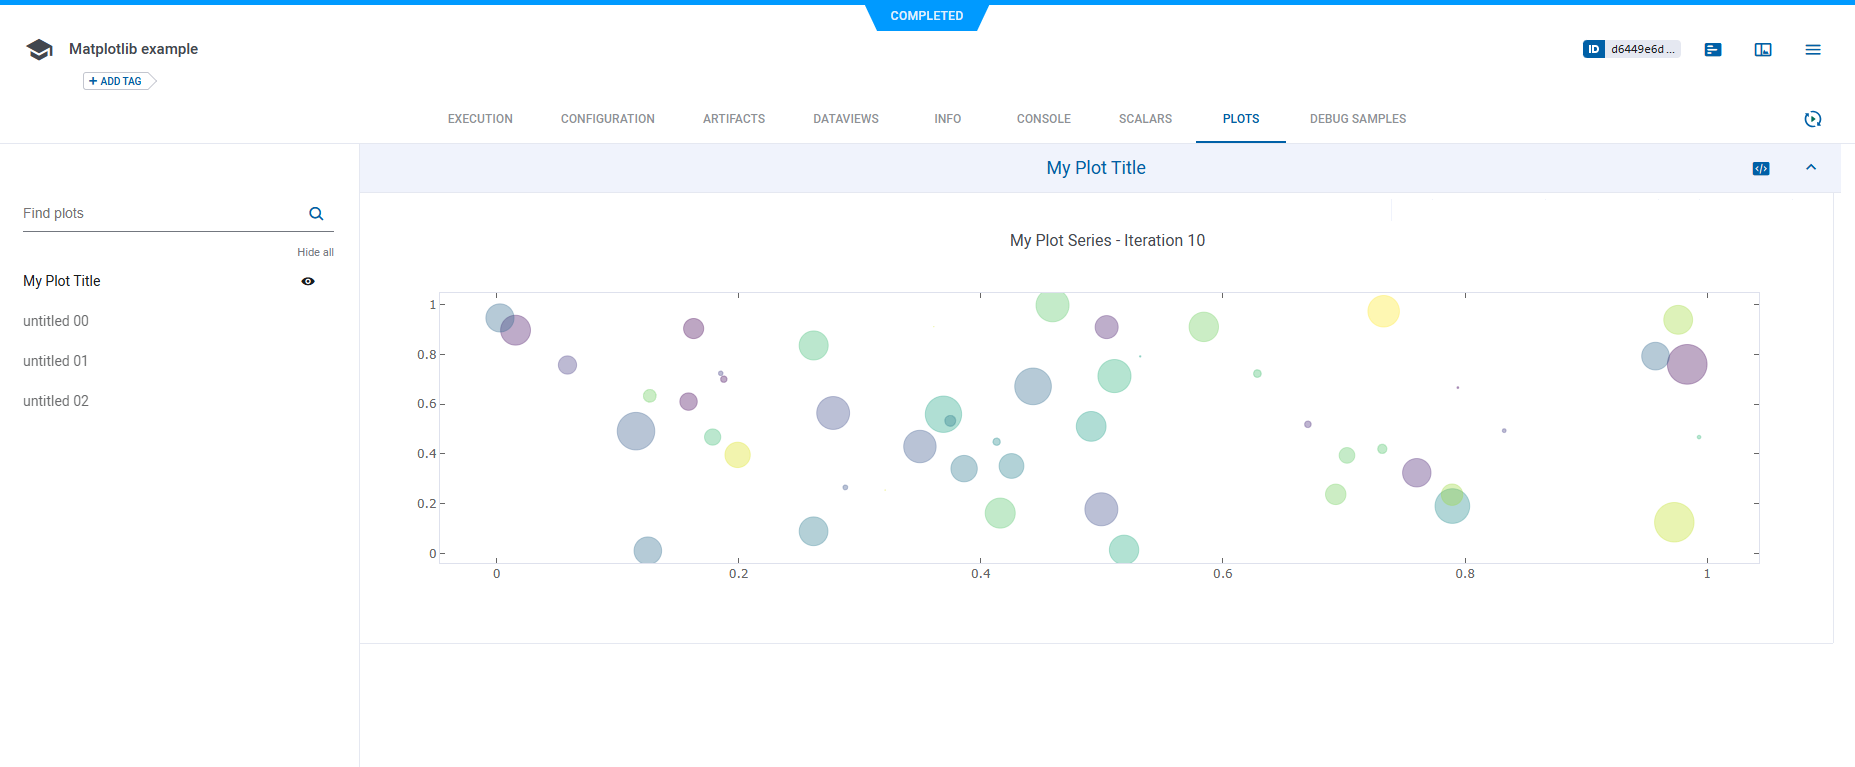 COMPLETED
Matplotlib example
ID d6449e6d ...
+ ADD TAG
EXECUTION CONFIGURATION ARTIFACTS DATAVIEWS INFO CONSOLE SCALARS PLOTS DEBUG SAMPLES
My Plot Title
Find plots
Hide all
My Plot Title
untitled 00
untitled 01
untitled 02
My Plot Series - Iteration 10
1
0.8
0.6
0.4
0.2
0
0 0.2 0.4 0.6 0.8 1